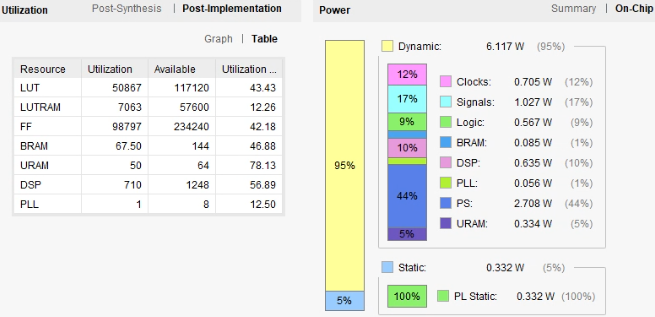 Utilization Post-Synthesis | Post-Implementation
Graph | Table
Resource Utilization Available Utilization ...
LUT 50867 117120 43.43
LUTRAM 7063 57600 12.26
FF 98797 234240 42.18
BRAM 67.50 144 46.88
URAM 50 64 78.13
DSP 710 1248 56.89
PLL 1 8 12.50
Power Summary | On-Chip
95%
5%
Dynamic: 6.117 W (95%)
12%
17%
9%
10%
44%
5%
Clocks: 0.705 W (12%)
Signals: 1.027 W (17%)
Logic: 0.567 W (9%)
BRAM: 0.085 W (1%)
DSP: 0.635 W (10%)
PLL: 0.056 W (1%)
PS: 2.708 W (44%)
URAM: 0.334 W (5%)
Static: 0.332 W (5%)
100%
PL Static: 0.332 W (100%)